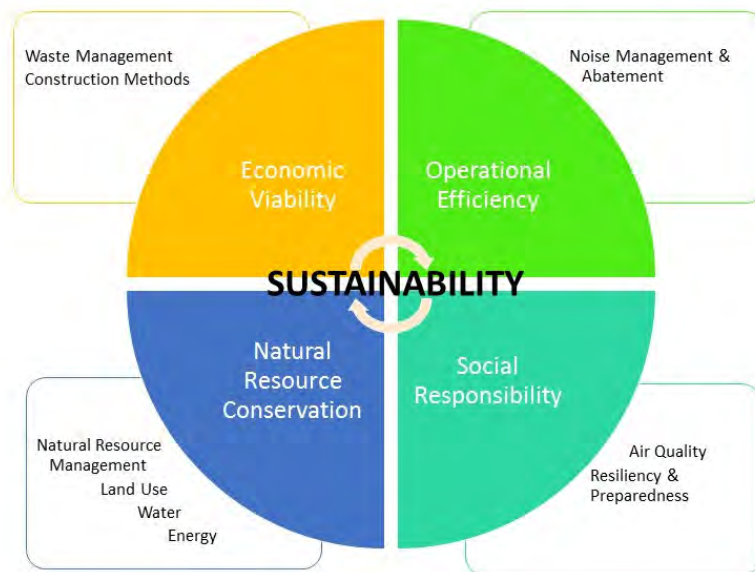 Waste Management
Construction Methods
Noise Management &
Abatement
Economic
Viability
Operational
Efficiency
SUSTAINABILITY
Natural
Resource
Conservation
Social
Responsibility
Natural Resource
Management
Land Use
Water
Energy
Air Quality
Resiliency &
Preparedness